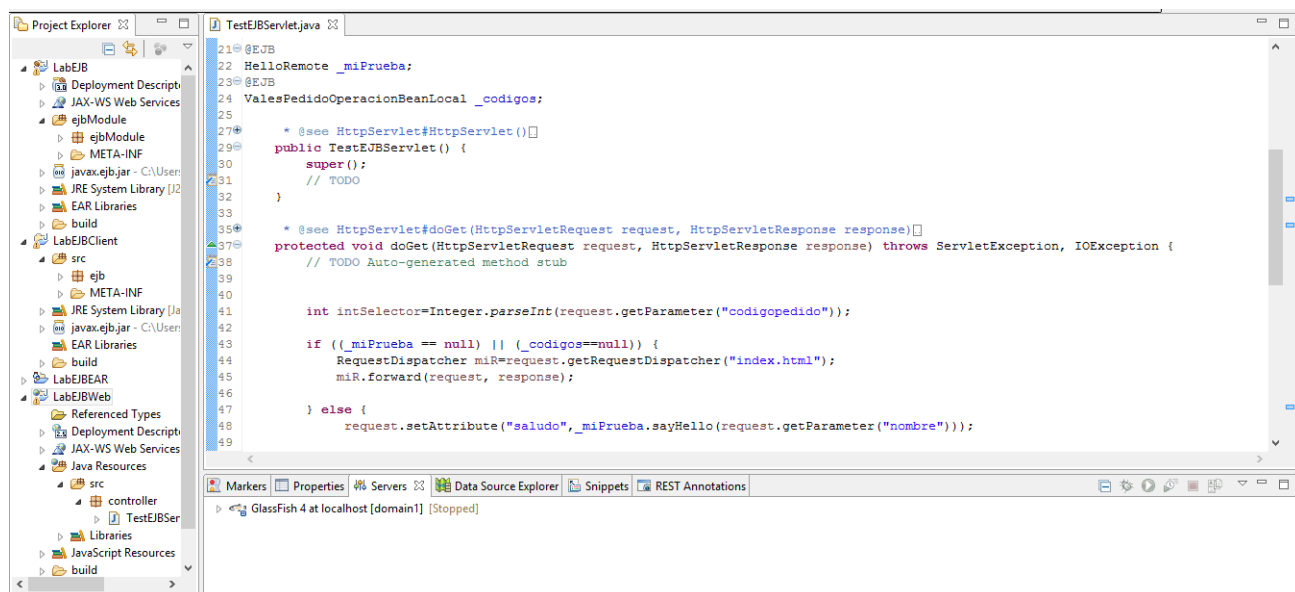 Project Explorer
LabEJB
Deployment Descripto
JAX-WS Web Services
ejbModule
ejbModule
META-INF
javax.ejb.jar - C:\Users
JRE System Library [J2
EAR Libraries
build
LabEJBClient
src
ejb
META-INF
JRE System Library [Ja
javax.ejb.jar - C:\Users
EAR Libraries
build
LabEJBEAR
LabEJBWeb
Referenced Types
Deployment Descripto
JAX-WS Web Services
Java Resources
src
controller
TestEJBSer
Libraries
JavaScript Resources
build
TestEJBServlet.java
21 @EJB
22 HelloRemote _miPrueba;
23 @EJB
24 ValesPedidoOperacionBeanLocal _codigos;
25
27 * @see HttpServlet#HttpServlet()
29 public TestEJBServlet() {
30 super();
31 // TODO
32 }
33
35 * @see HttpServlet#doGet(HttpServletRequest request, HttpServletResponse response)
37 protected void doGet(HttpServletRequest request, HttpServletResponse response) throws ServletException, IOException {
38 // TODO Auto-generated method stub
39
40
41 int intSelector=Integer.parseInt(request.getParameter("codigopedido"));
42
43 if ((_miPrueba == null) || (_codigos==null)) {
44 RequestDispatcher miR=request.getRequestDispatcher("index.html");
45 miR.forward(request, response);
46
47 } else {
48 request.setAttribute("saludo",_miPrueba.sayHello(request.getParameter("nombre")));
49
Markers Properties Servers Data Source Explorer Snippets REST Annotations
GlassFish 4 at localhost [domain1] [Stopped]